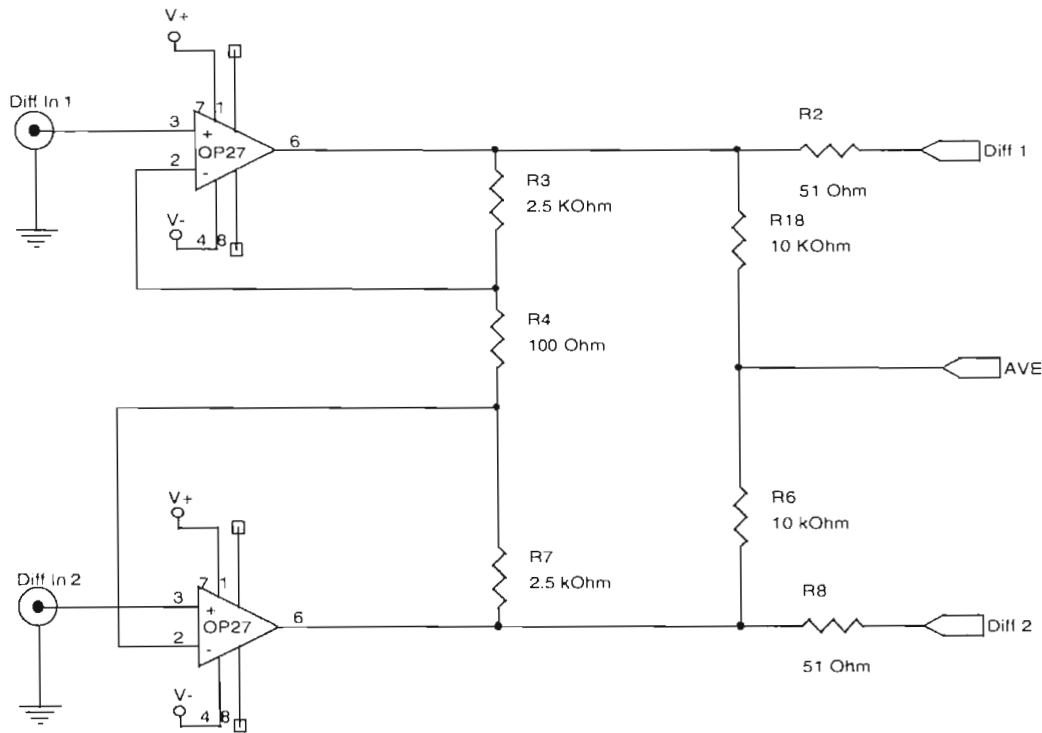 V+
Diff In 1
7 1
3
+
OP27
6
2
-
V-
4 8
R2
Diff 1
51 Ohm
R3
2.5 KOhm
R18
10 KOhm
R4
100 Ohm
AVE
V+
R6
10 kOhm
Diff In 2
7 1
R7
2.5 kOhm
3
+
OP27
6
2
-
R8
Diff 2
51 Ohm
V-
4 8